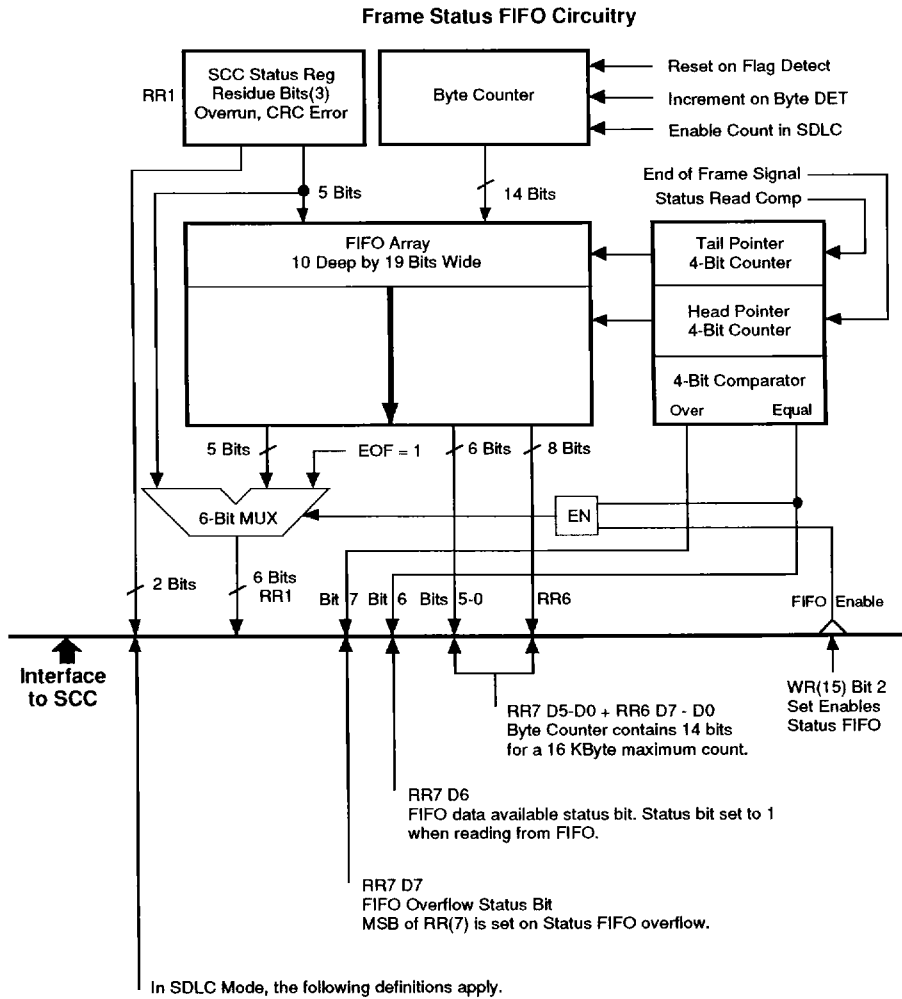 Frame Status FIFO Circuitry
RR1
SCC Status Reg
Residue Bits(3)
Overrun, CRC Error
Byte Counter
Reset on Flag Detect
Increment on Byte DET
Enable Count in SDLC
End of Frame Signal
Status Read Comp
5 Bits
14 Bits
FIFO Array
10 Deep by 19 Bits Wide
Tail Pointer
4-Bit Counter
Head Pointer
4-Bit Counter
4-Bit Comparator
Over Equal
5 Bits
EOF = 1
6 Bits
8 Bits
6-Bit MUX
EN
2 Bits
6 Bits
RR1
Bit 7
Bit 6
Bits 5-0
RR6
FIFO Enable
Interface
to SCC
WR(15) Bit 2
Set Enables
Status FIFO
RR7 D5-D0 + RR6 D7 - D0
Byte Counter contains 14 bits
for a 16 KByte maximum count.
RR7 D6
FIFO data available status bit. Status bit set to 1
when reading from FIFO.
RR7 D7
FIFO Overflow Status Bit
MSB of RR(7) is set on Status FIFO overflow.
In SDLC Mode, the following definitions apply.